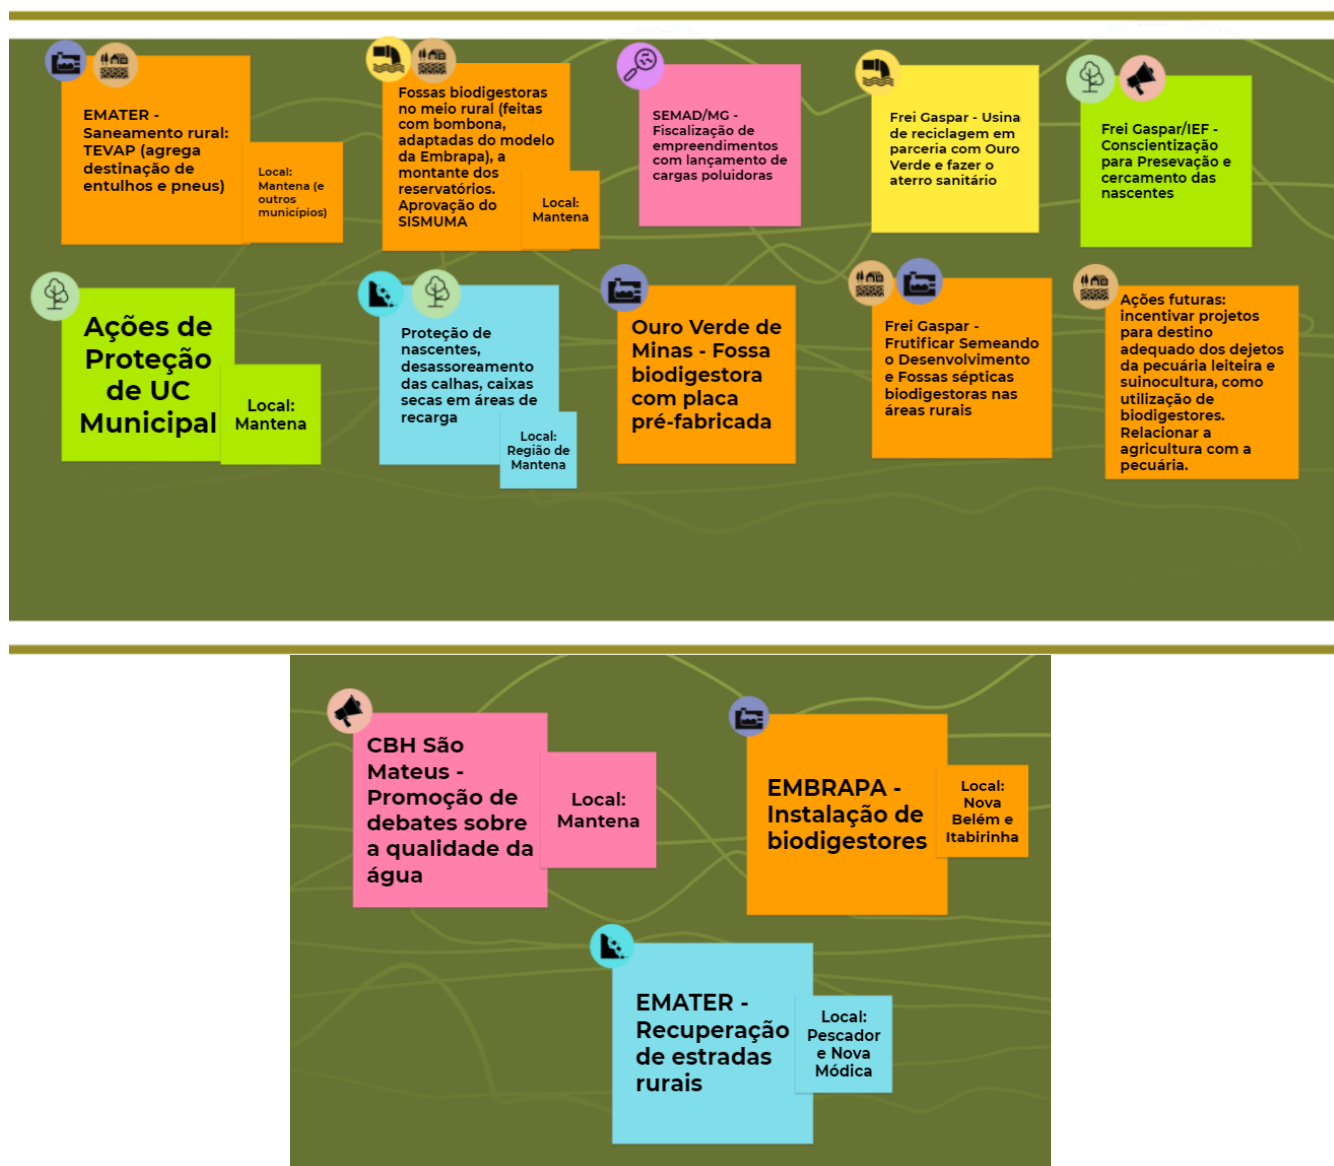 EMATER -
Saneamento rural:
TEVAP (agrega
destinação de
entulhos e pneus)
Local:
Mantena (e
outros
municípios)
Fossas biodigestoras
no meio rural (feitas
com bombona,
adaptadas do modelo
da Embrapa), a
montante dos
reservatórios.
Aprovação do
SISMUMA
Local:
Mantena
SEMAD/MG -
Fiscalização de
empreendimentos
com lançamento de
cargas poluidoras
Frei Gaspar - Usina
de reciclagem em
parceria com Ouro
Verde e fazer o
aterro sanitário
Frei Gaspar/IEF -
Conscientização
para Presevação e
cercamento das
nascentes
Ações de
Proteção
de UC
Municipal
Local:
Mantena
Proteção de
nascentes,
desassoreamento
das calhas, caixas
secas em áreas de
recarga
Local:
Região de
Mantena
Ouro Verde de
Minas - Fossa
biodigestora
com placa
pré-fabricada
Frei Gaspar -
Frutificar Semeando
o Desenvolvimento
e Fossas sépticas
biodigestoras nas
áreas rurais
Ações futuras:
incentivar projetos
para destino
adequado dos dejetos
da pecuária leiteira e
suinocultura, como
utilização de
biodigestores.
Relacionar a
agricultura com a
pecuária.
CBH São
Mateus -
Promoção de
debates sobre
a qualidade da
água
Local:
Mantena
EMBRAPA -
Instalação de
biodigestores
Local:
Nova
Belém e
Itabirinha
EMATER -
Recuperação
de estradas
rurais
Local:
Pescador
e Nova
Módica